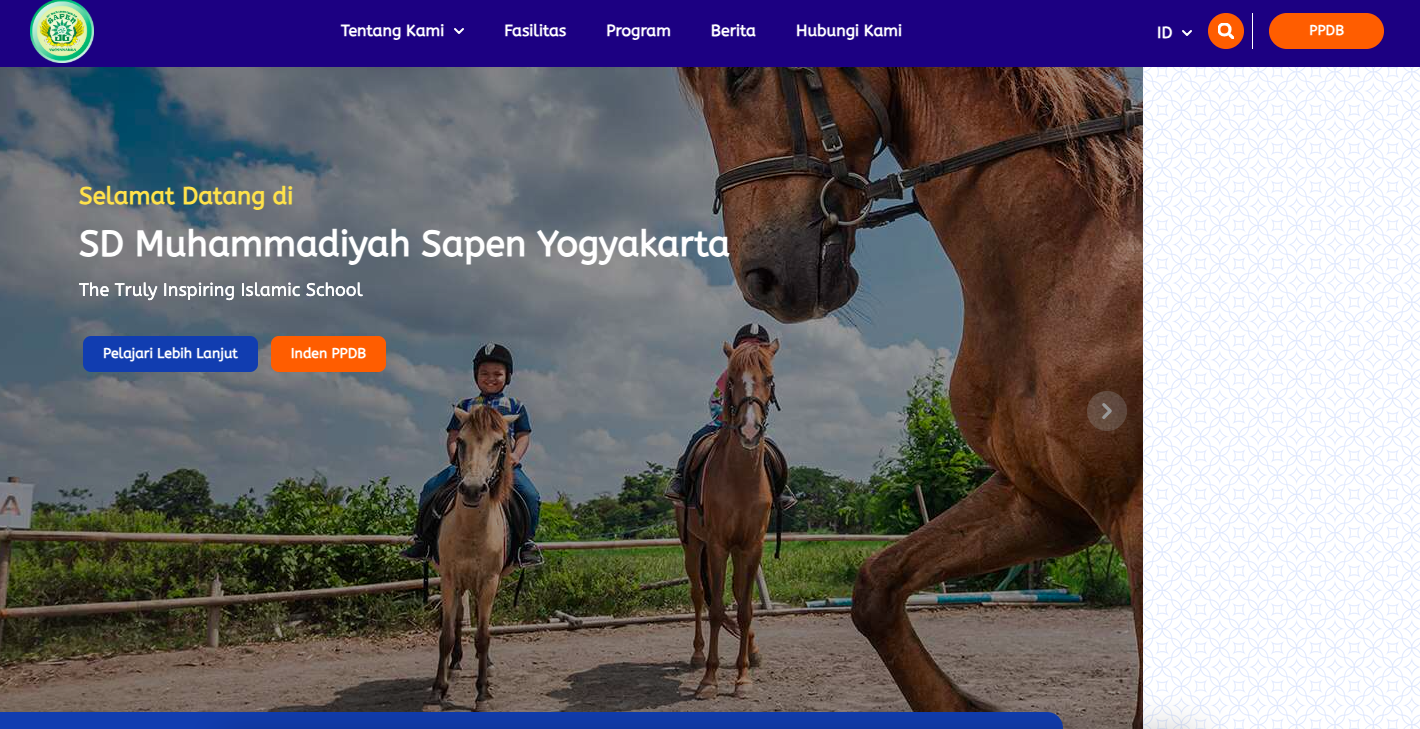 SAPEN
Tentang Kami
Fasilitas
Program
Berita
Hubungi Kami
ID
PPDB
Selamat Datang di
SD Muhammadiyah Sapen Yogyakarta
The Truly Inspiring Islamic School
Pelajari Lebih Lanjut
Inden PPDB
A